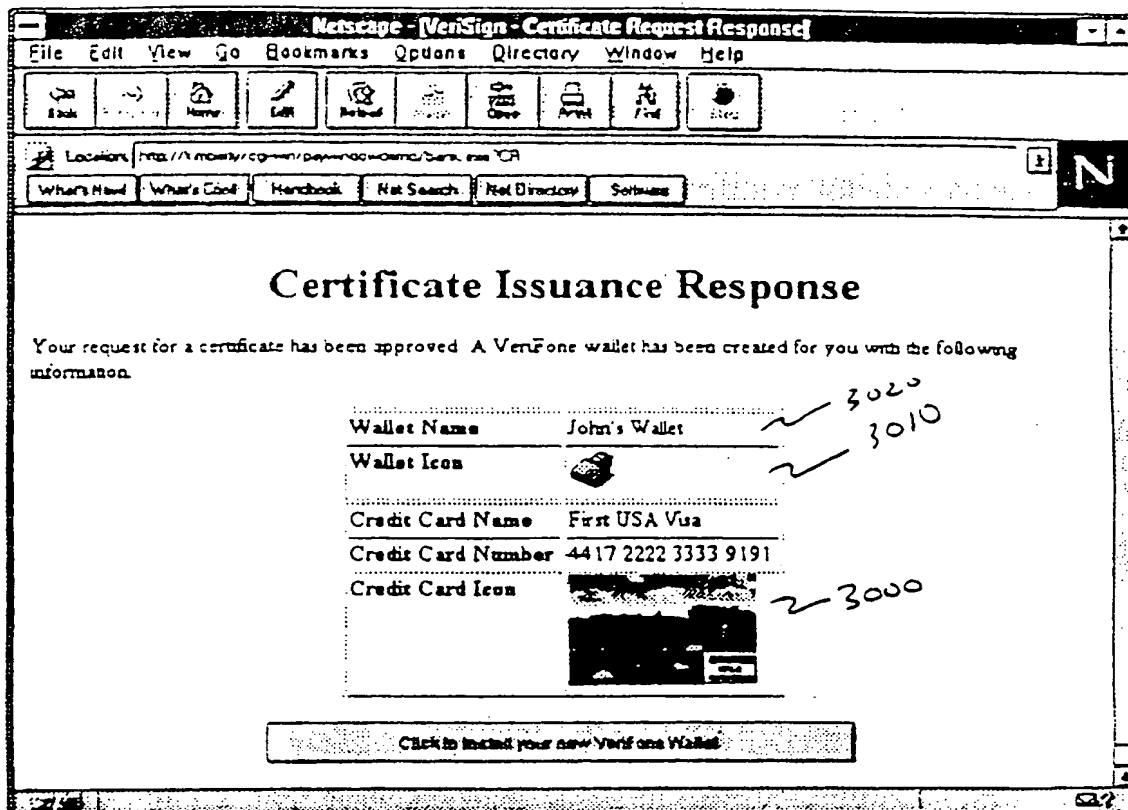 Netscape - [VeriSign - Certificate Request Response]
File Edit View Go Bookmarks Options Directory Window Help
Back Home Edit Reload Open Print Find Stop
Location:
What's New! What's Cool! Handbook Net Search Net Directory Software
N
Certificate Issuance Response
Your request for a certificate has been approved. A VeriFone wallet has been created for you with the following
information.
Wallet Name John's Wallet 3020
Wallet Icon 3010
Credit Card Name First USA Visa
Credit Card Number 4417 2222 3333 9191
Credit Card Icon 3000
Click to install your new Verifone Wallet